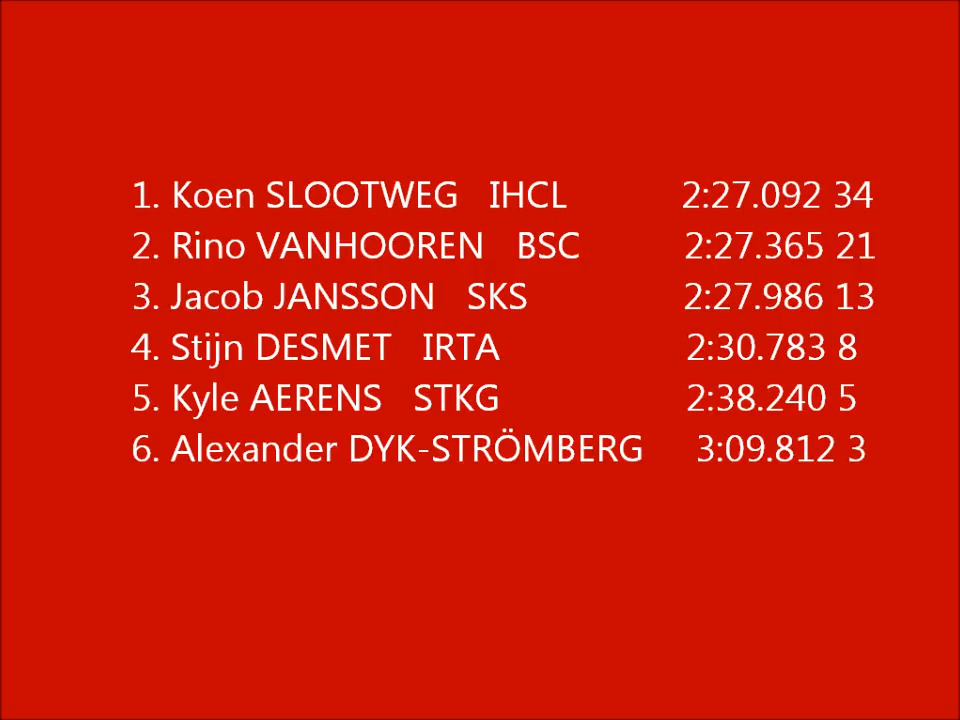 1. Koen SLOOTWEG IHCL 2:27.092 34
2. Rino VANHOOREN BSC 2:27.365 21
3. Jacob JANSSON SKS 2:27.986 13
4. Stijn DESMET IRTA 2:30.783 8
5. Kyle AERENS STKG 2:38.240 5
6. Alexander DYK-STRÖMBERG 3:09.812 3